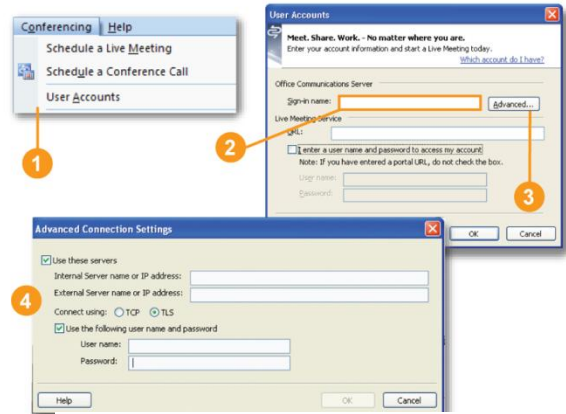 Conferencing Help
Schedule a Live Meeting
Schedule a Conference Call
User Accounts
1
User Accounts
Meet. Share. Work. - No matter where you are.
Enter your account information and start a Live Meeting today.
Which account do I have?
Office Communications Server
Sign-in name:
Advanced...
Live Meeting Service
URL:
2
I enter a user name and password to access my account
Note: If you have entered a portal URL, do not check the box.
User name:
Password:
3
OK Cancel
Advanced Connection Settings
Use these servers
Internal Server name or IP address:
External Server name or IP address:
4
Connect using: TCP TLS
Use the following user name and password
User name:
Password:
Help OK Cancel